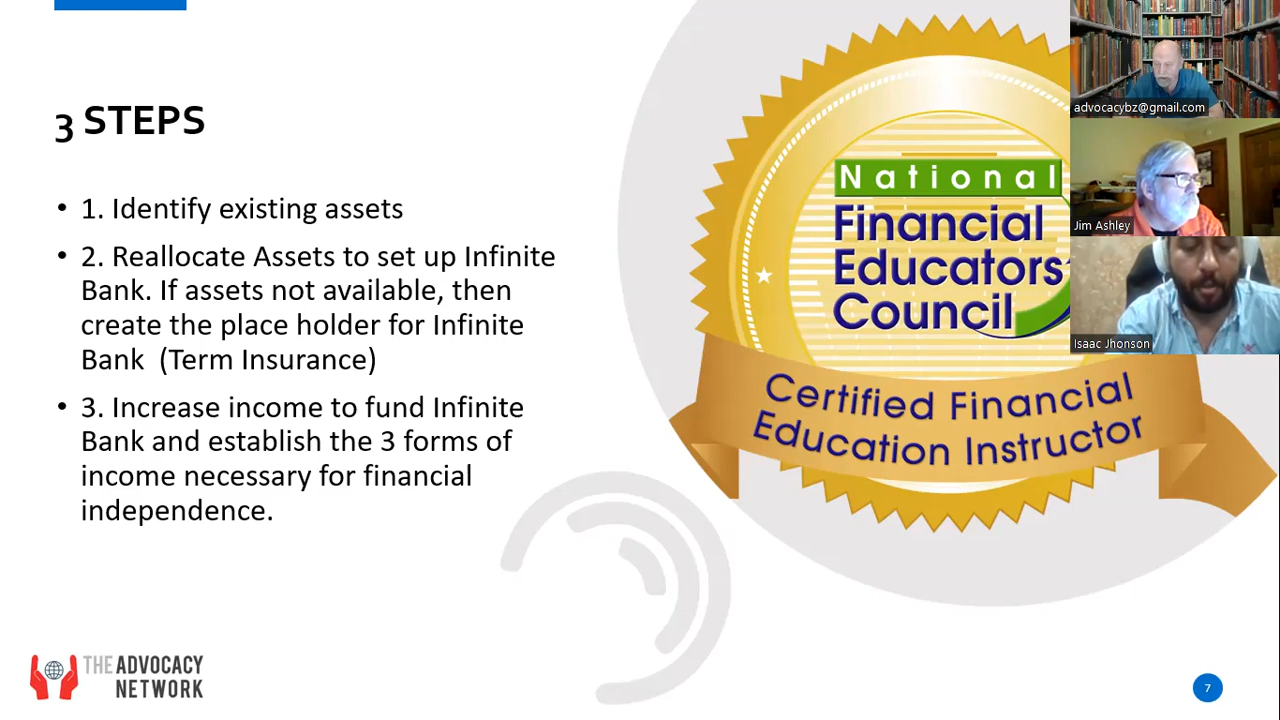 3 STEPS
• 1. Identify existing assets
• 2. Reallocate Assets to set up Infinite
Bank. If assets not available, then
create the place holder for Infinite
Bank (Term Insurance)
• 3. Increase income to fund Infinite
Bank and establish the 3 forms of
income necessary for financial
independence.
National
Financial
Educators
Council
Certified Financial
Education Instructor
advocacybz@gmail.com
Jim Ashley
Isaac Jhonson
THE ADVOCACY
NETWORK
7